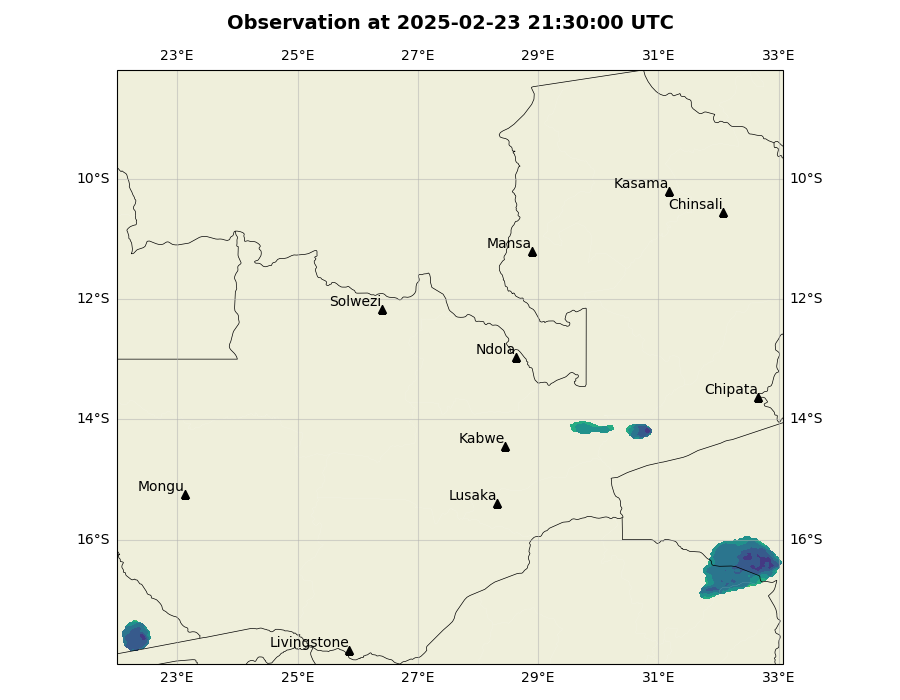 Observation at 2025-02-23 21:30:00 UTC
23°E 25°E 27°E 29°E 31°E 33°E
10°S 10°S
Kasama
Chinsali
Mansa
12°S 12°S
Solwezi
Ndola
Chipata
14°S 14°S
Kabwe
Mongu
Lusaka
16°S 16°S
Livingstone
23°E 25°E 27°E 29°E 31°E 33°E